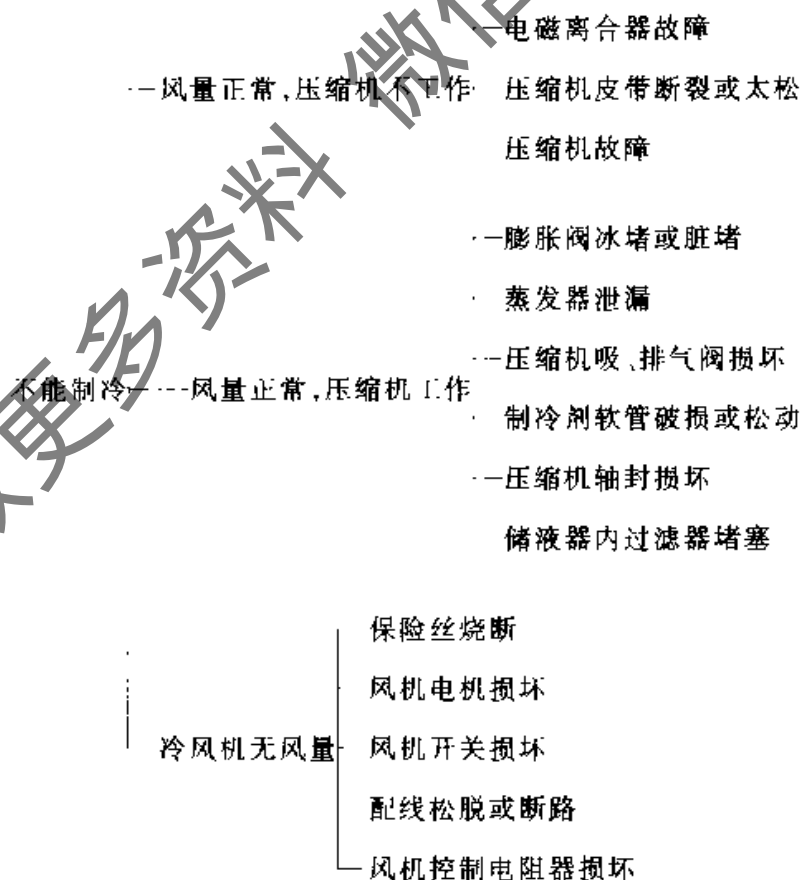 电磁离合器故障
风量正常,压缩机不工作
压缩机皮带断裂或太松
压缩机故障
膨胀阀冰堵或脏堵
蒸发器泄漏
压缩机吸、排气阀损坏
不能制冷
风量正常,压缩机工作
制冷剂软管破损或松动
压缩机轴封损坏
储液器内过滤器堵塞
保险丝烧断
风机电机损坏
冷风机无风量
风机开关损坏
配线松脱或断路
风机控制电阻器损坏
更多资料 微信